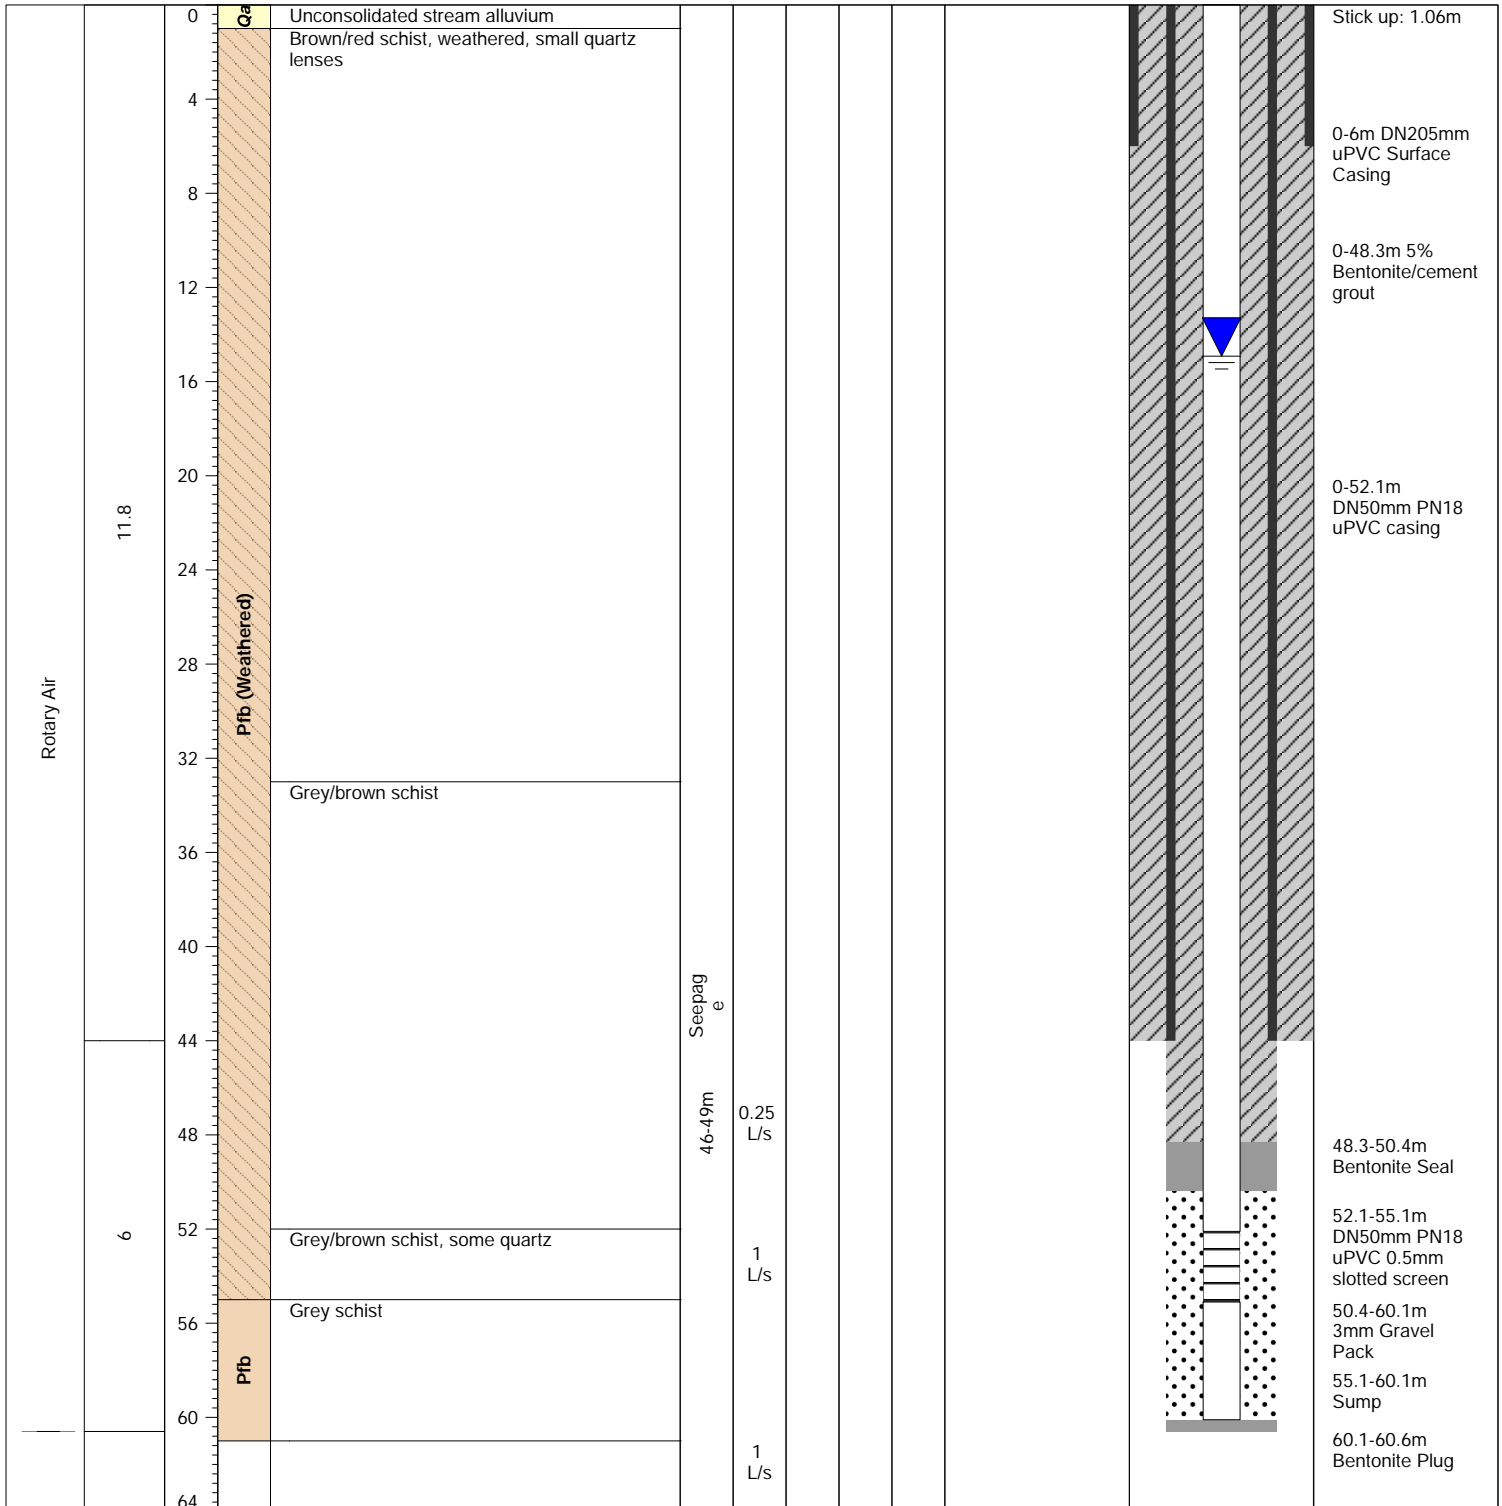 Rotary Air
11.8
6
0
4
8
12
16
20
24
28
32
36
40
44
48
52
56
60
64
Qa
Pfb (Weathered)
Pfb
Unconsolidated stream alluvium
Brown/red schist, weathered, small quartz
lenses
Grey/brown schist
Grey/brown schist, some quartz
Grey schist
Seepag
e
46-49m
0.25
L/s
1
L/s
1
L/s
Stick up: 1.06m
0-6m DN205mm
uPVC Surface
Casing
0-48.3m 5%
Bentonite/cement
grout
0-52.1m
DN50mm PN18
uPVC casing
48.3-50.4m
Bentonite Seal
52.1-55.1m
DN50mm PN18
uPVC 0.5mm
slotted screen
50.4-60.1m
3mm Gravel
Pack
55.1-60.1m
Sump
60.1-60.6m
Bentonite Plug